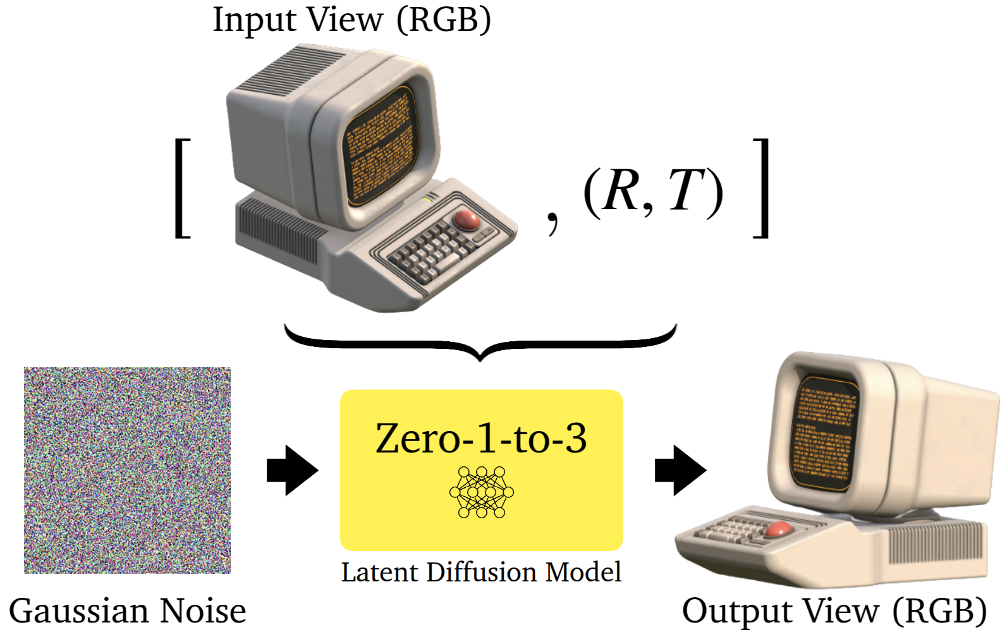 Input View (RGB)
[ , (R, T) ]
Zero-1-to-3
Latent Diffusion Model
Gaussian Noise
Output View (RGB)